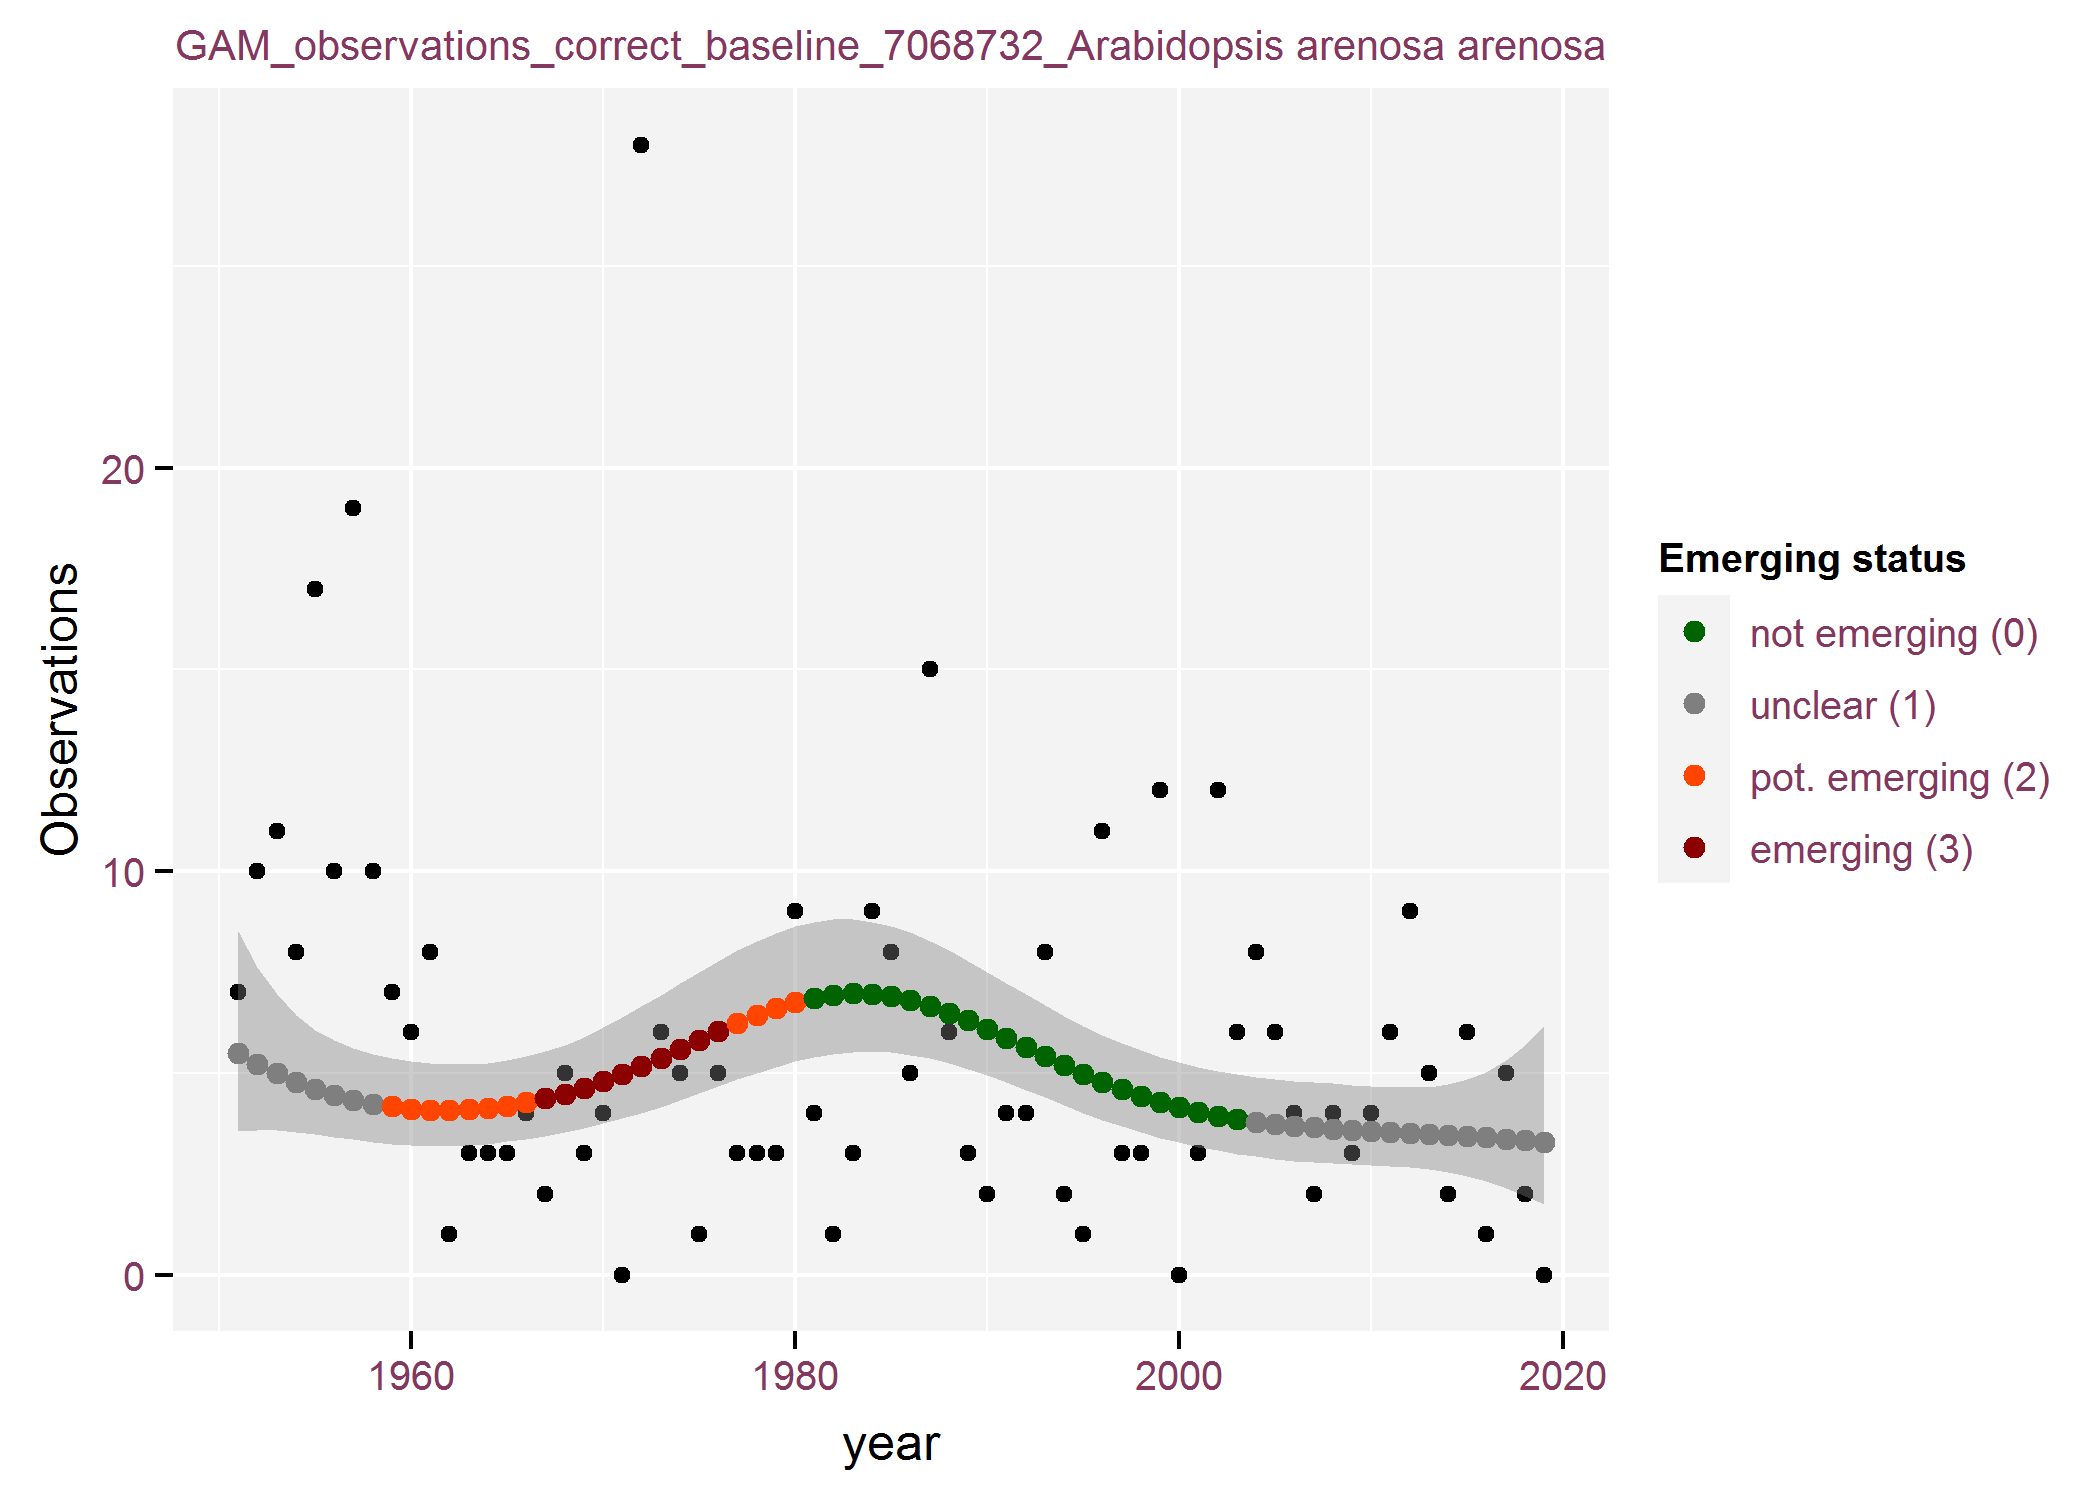 GAM_observations_correct_baseline_7068732_Arabidopsis arenosa arenosa
Observations
20
10
0
1960 1980 2000 2020
year
Emerging status
not emerging (0)
unclear (1)
pot. emerging (2)
emerging (3)